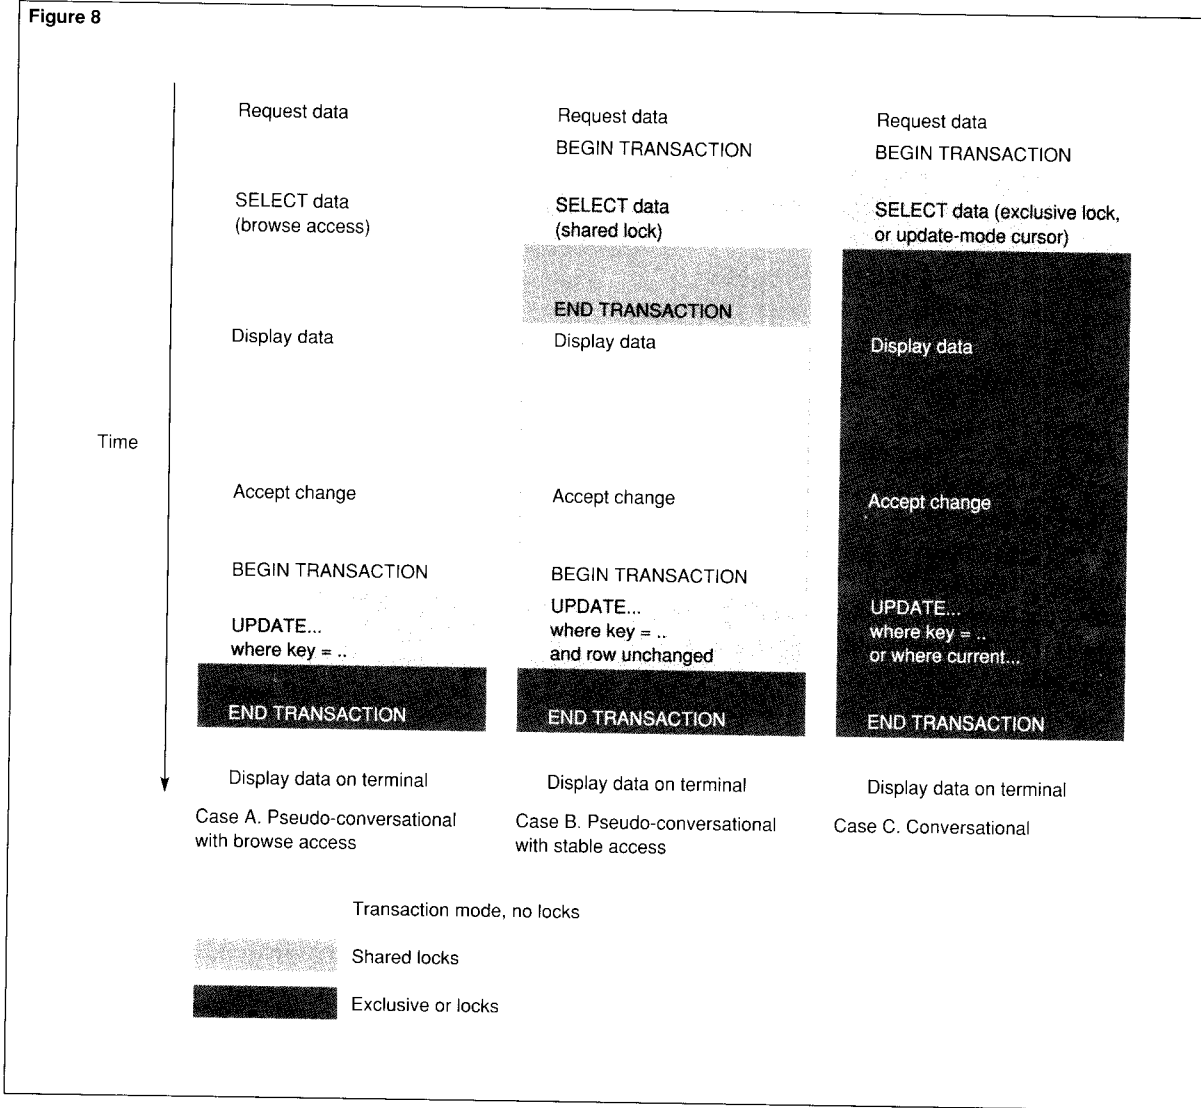 Figure 8
Time
Request data
SELECT data
(browse access)
Display data
Accept change
BEGIN TRANSACTION
UPDATE...
where key = ..
END TRANSACTION
Display data on terminal
Case A. Pseudo-conversational
with browse access
Request data
BEGIN TRANSACTION
SELECT data
(shared lock)
END TRANSACTION
Display data
Accept change
BEGIN TRANSACTION
UPDATE...
where key = ..
and row unchanged
END TRANSACTION
Display data on terminal
Case B. Pseudo-conversational
with stable access
Request data
BEGIN TRANSACTION
SELECT data (exclusive lock,
or update-mode cursor)
Display data
Accept change
UPDATE...
where key = ..
or where current...
END TRANSACTION
Display data on terminal
Case C. Conversational
Transaction mode, no locks
Shared locks
Exclusive or locks